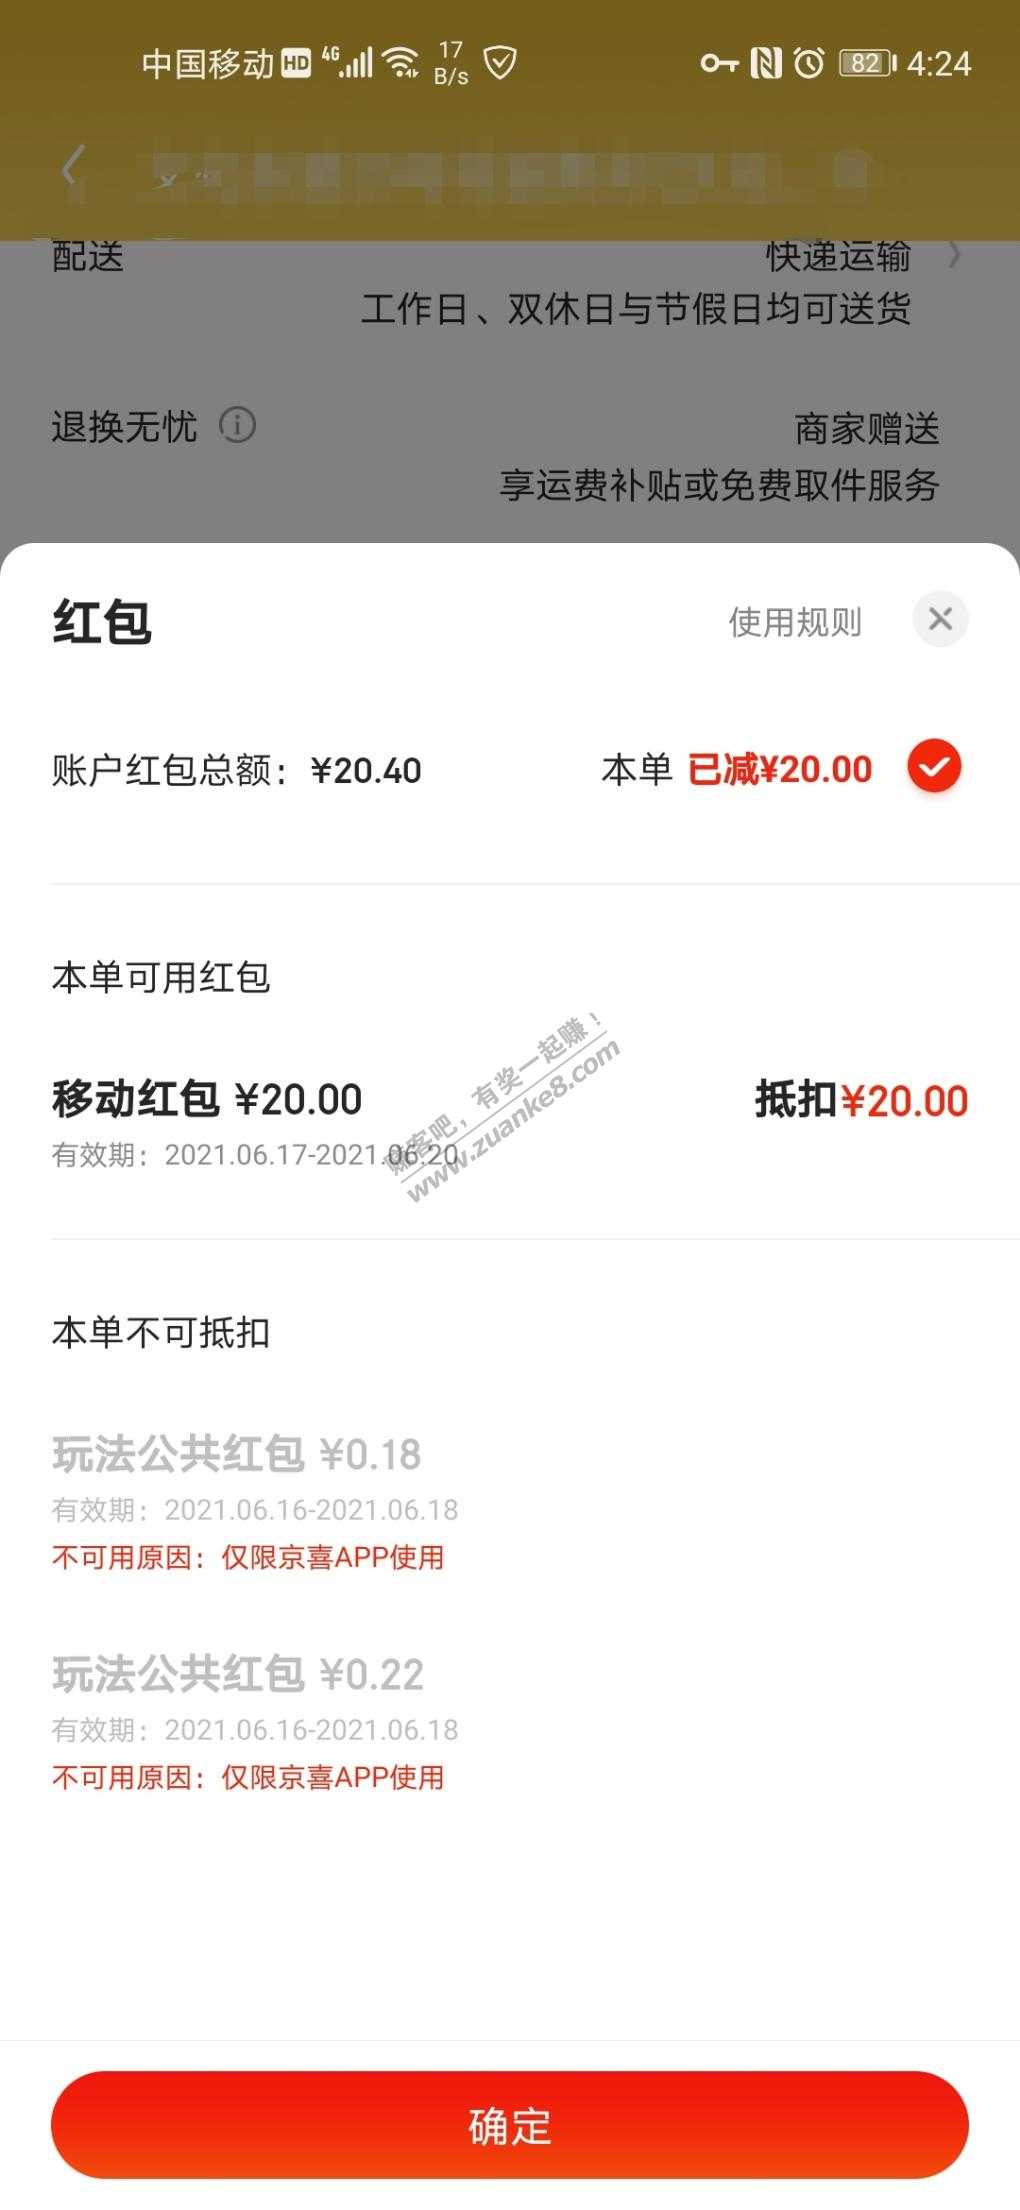 中国移动 HD 4G 17 B/s 82 4:24
配送 快递运输
工作日、双休日与节假日均可送货
退换无忧 商家赠送
享运费补贴或免费取件服务
红包 使用规则
账户红包总额：¥20.40 本单 已减¥20.00
本单可用红包
移动红包 ¥20.00 抵扣¥20.00
有效期：2021.06.17-2021.06.20
赚客吧，有奖一起赚！
www.zuanke8.com
本单不可抵扣
玩法公共红包 ¥0.18
有效期：2021.06.16-2021.06.18
不可用原因：仅限京喜APP使用
玩法公共红包 ¥0.22
有效期：2021.06.16-2021.06.18
不可用原因：仅限京喜APP使用
确定